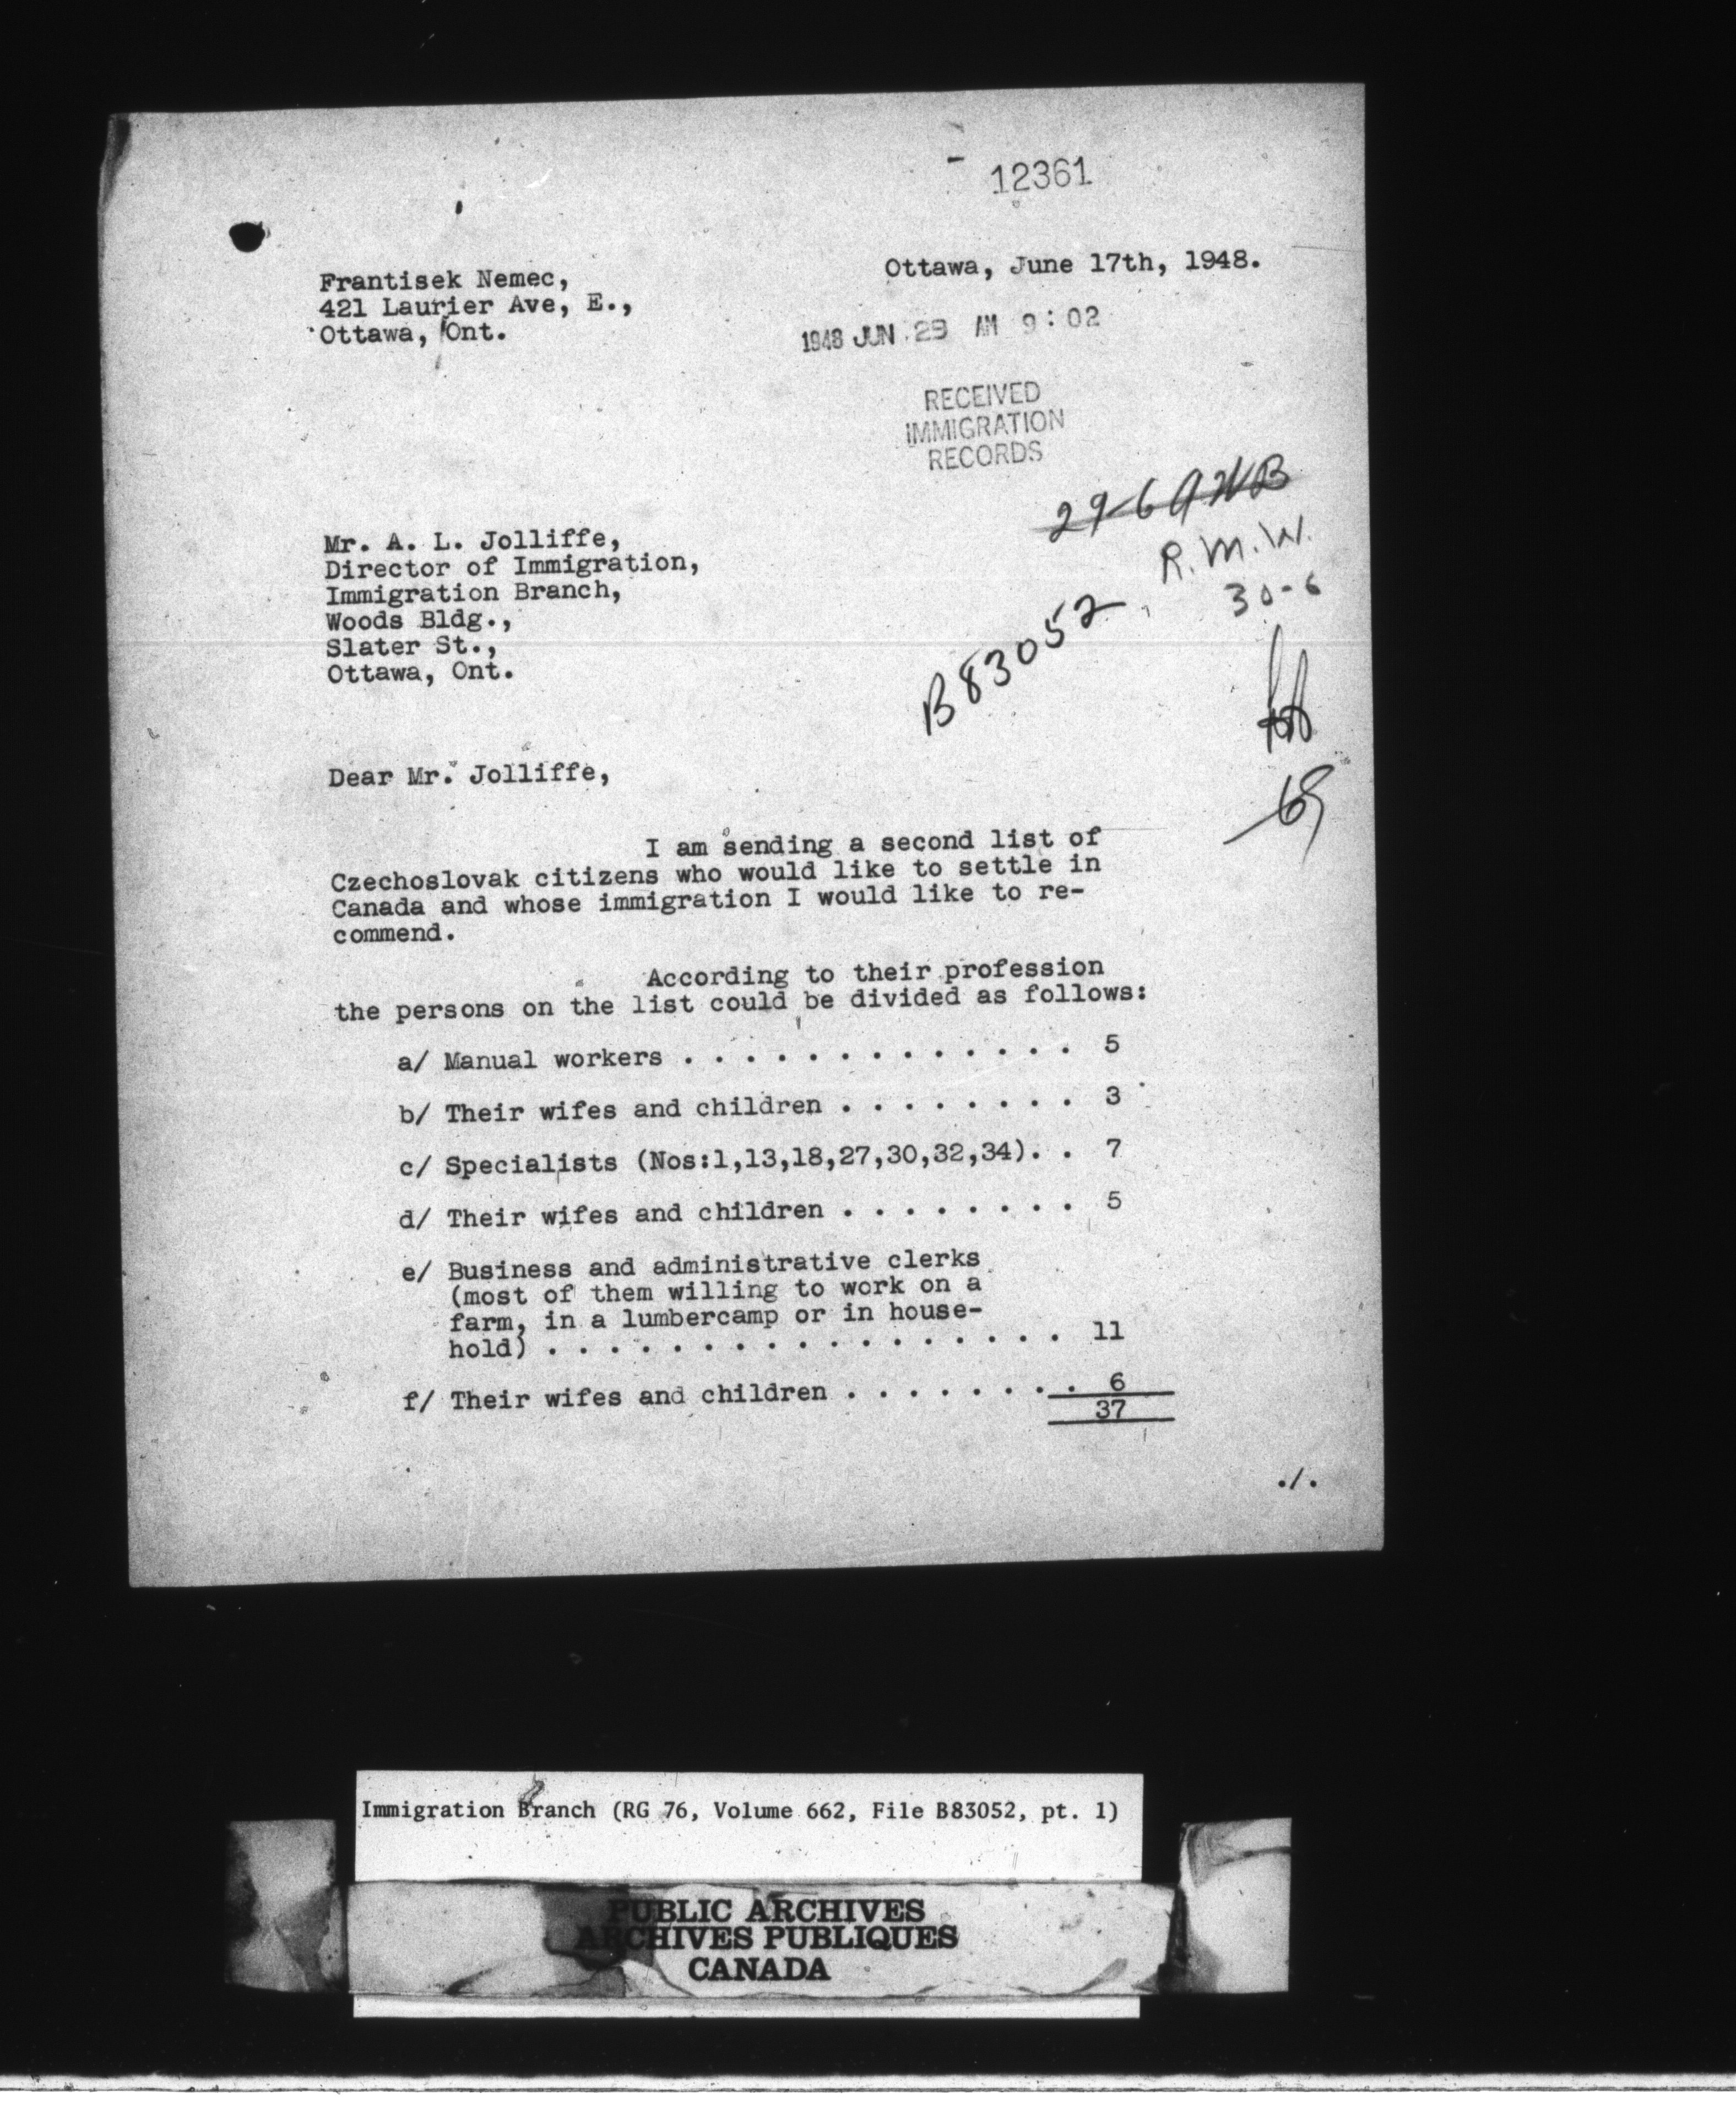 12361
Frantisek Nemec,
421 Laurier Ave, E.,
Ottawa, Ont.
Ottawa, June 17th, 1948.
1948 JUN 29 AM 9:02
RECEIVED
IMMIGRATION
RECORDS
R.M.W.
30-6
B83052
Mr. A. L. Jolliffe,
Director of Immigration,
Immigration Branch,
Woods Bldg.,
Slater St.,
Ottawa, Ont.
Dear Mr. Jolliffe,
I am sending a second list of
Czechoslovak citizens who would like to settle in
Canada and whose immigration I would like to re-
commend.
According to their profession
the persons on the list could be divided as follows:
a/ Manual workers . . . . . . . . . . . . . 5
b/ Their wifes and children . . . . . . . . 3
c/ Specialists (Nos:1,13,18,27,30,32,34). . 7
d/ Their wifes and children . . . . . . . . 5
e/ Business and administrative clerks
(most of them willing to work on a
farm, in a lumbercamp or in house-
hold) . . . . . . . . . . . . . . . . . 11
f/ Their wifes and children . . . . . . . . 6
37
./.
Immigration Branch (RG 76, Volume 662, File B83052, pt. 1)
PUBLIC ARCHIVES
ARCHIVES PUBLIQUES
CANADA